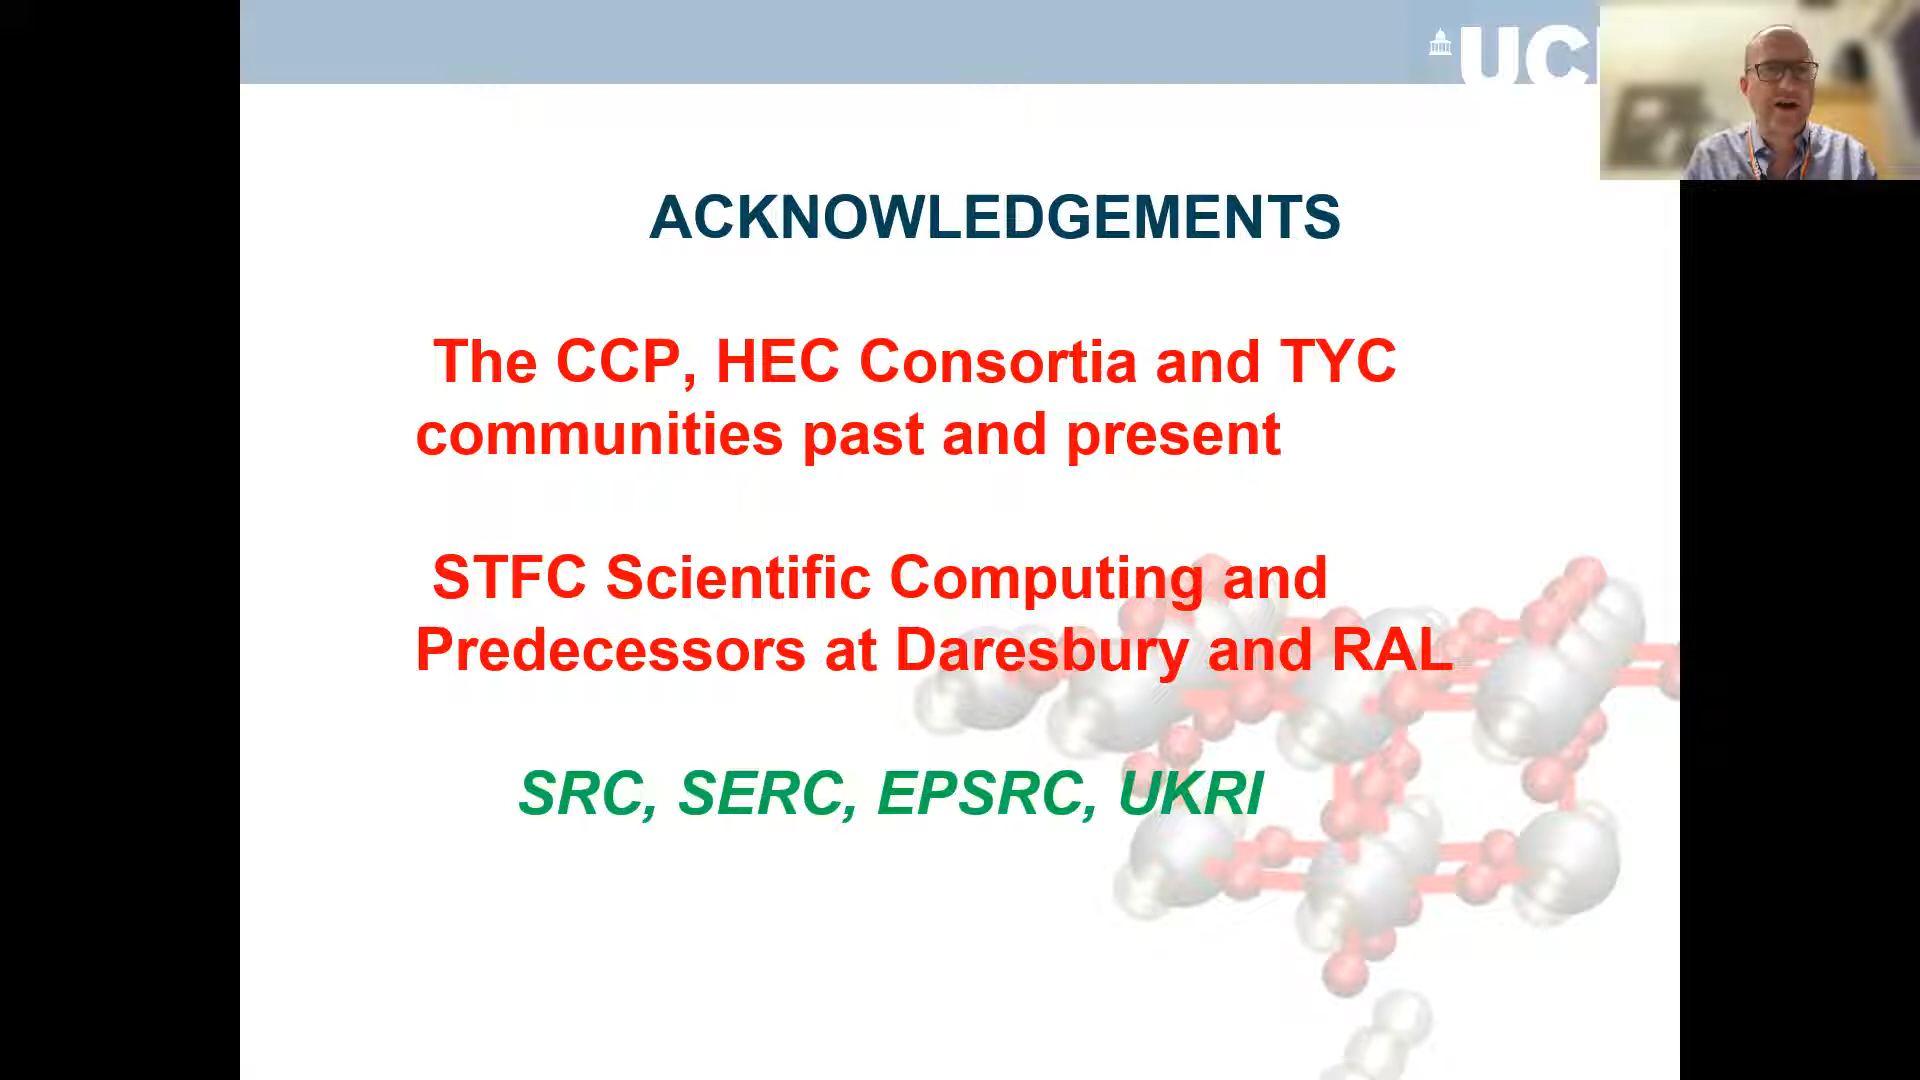 UC
ACKNOWLEDGEMENTS
The CCP, HEC Consortia and TYC
communities past and present
STFC Scientific Computing and
Predecessors at Daresbury and RAL
SRC, SERC, EPSRC, UKRI